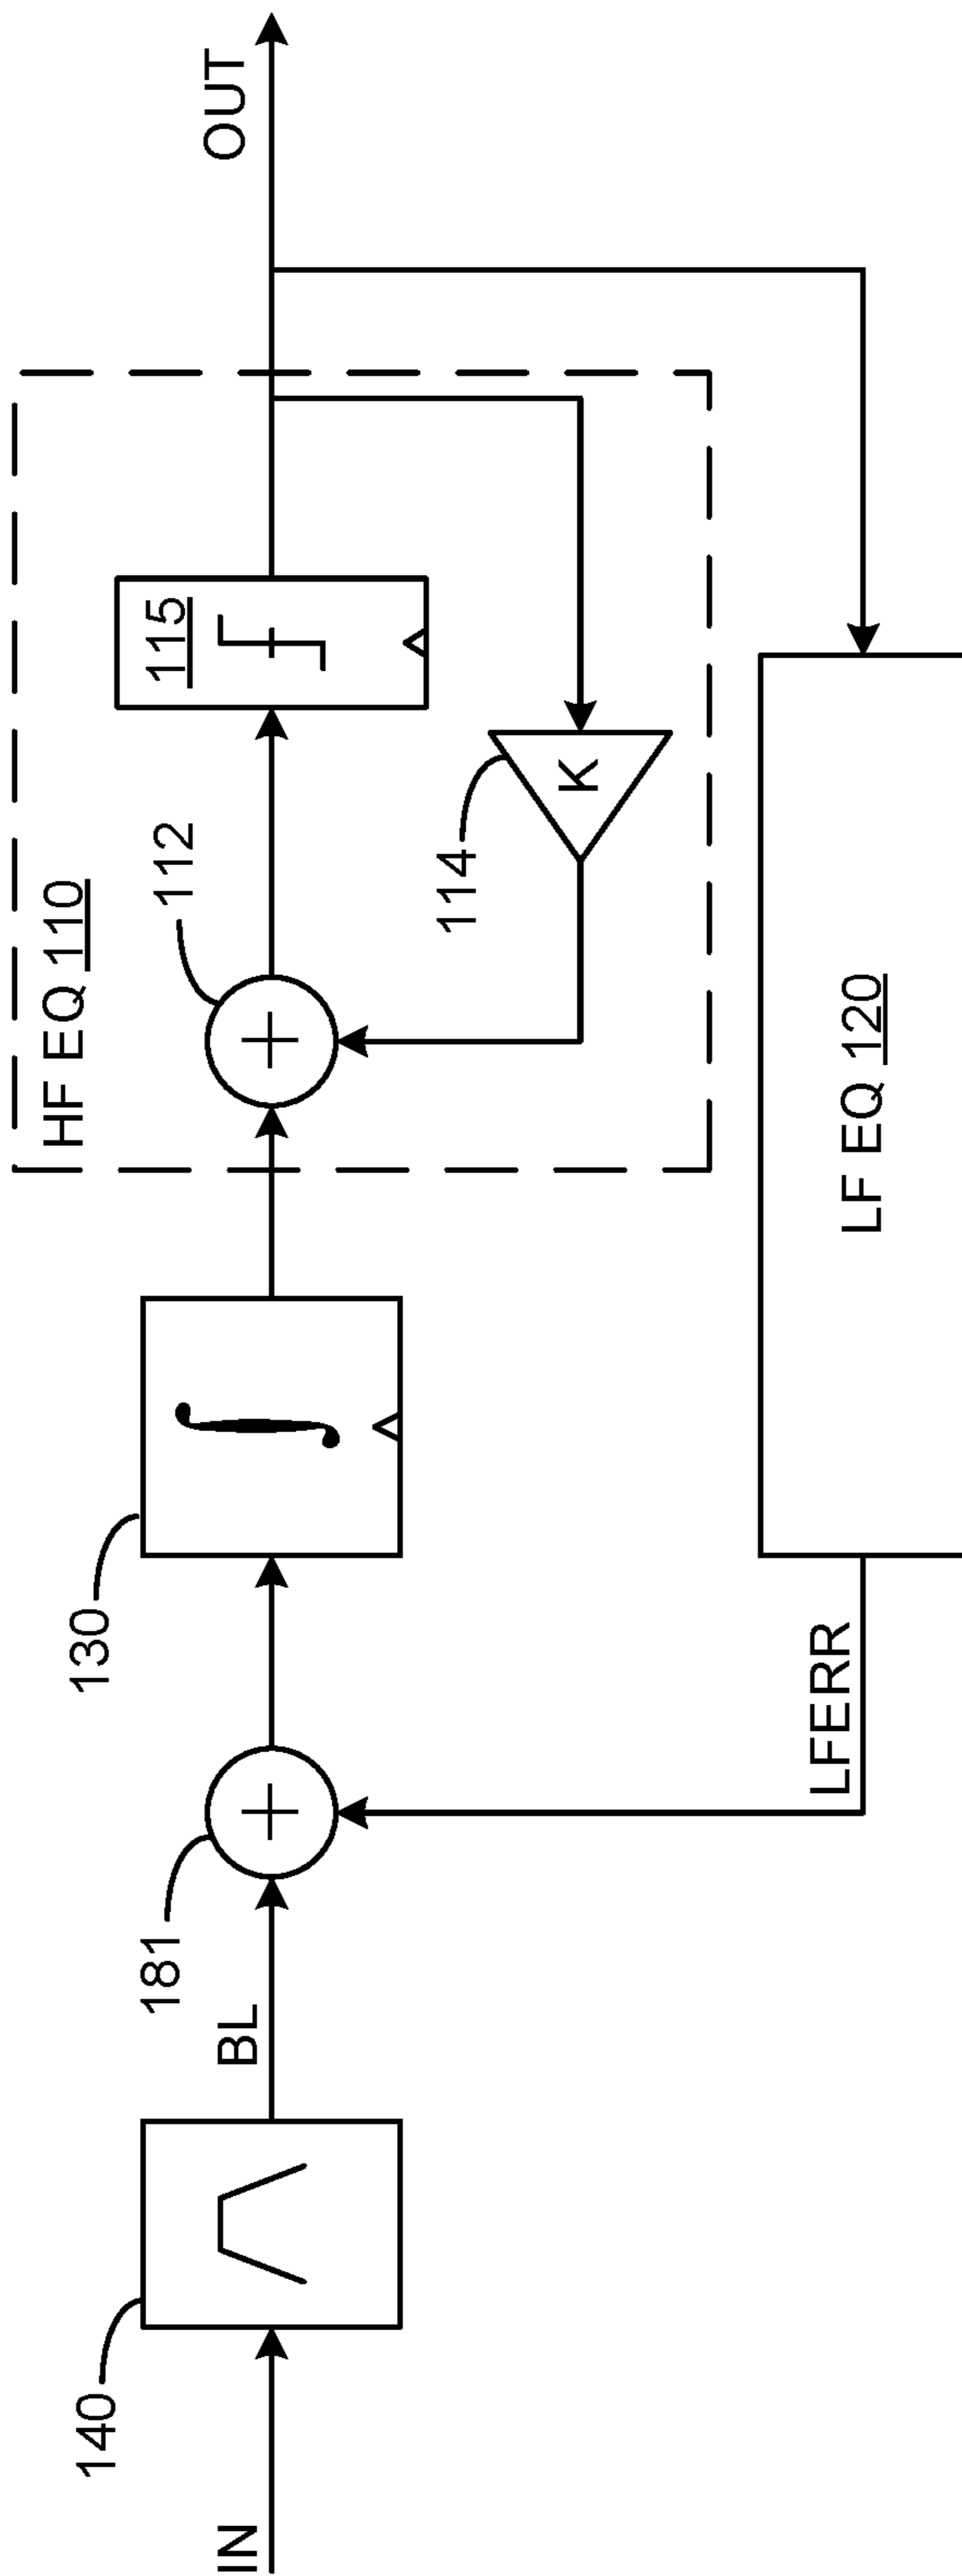 HF EQ 110
115
OUT
112
114
K
130
181
140
IN
BL
LFERR
LF EQ 120